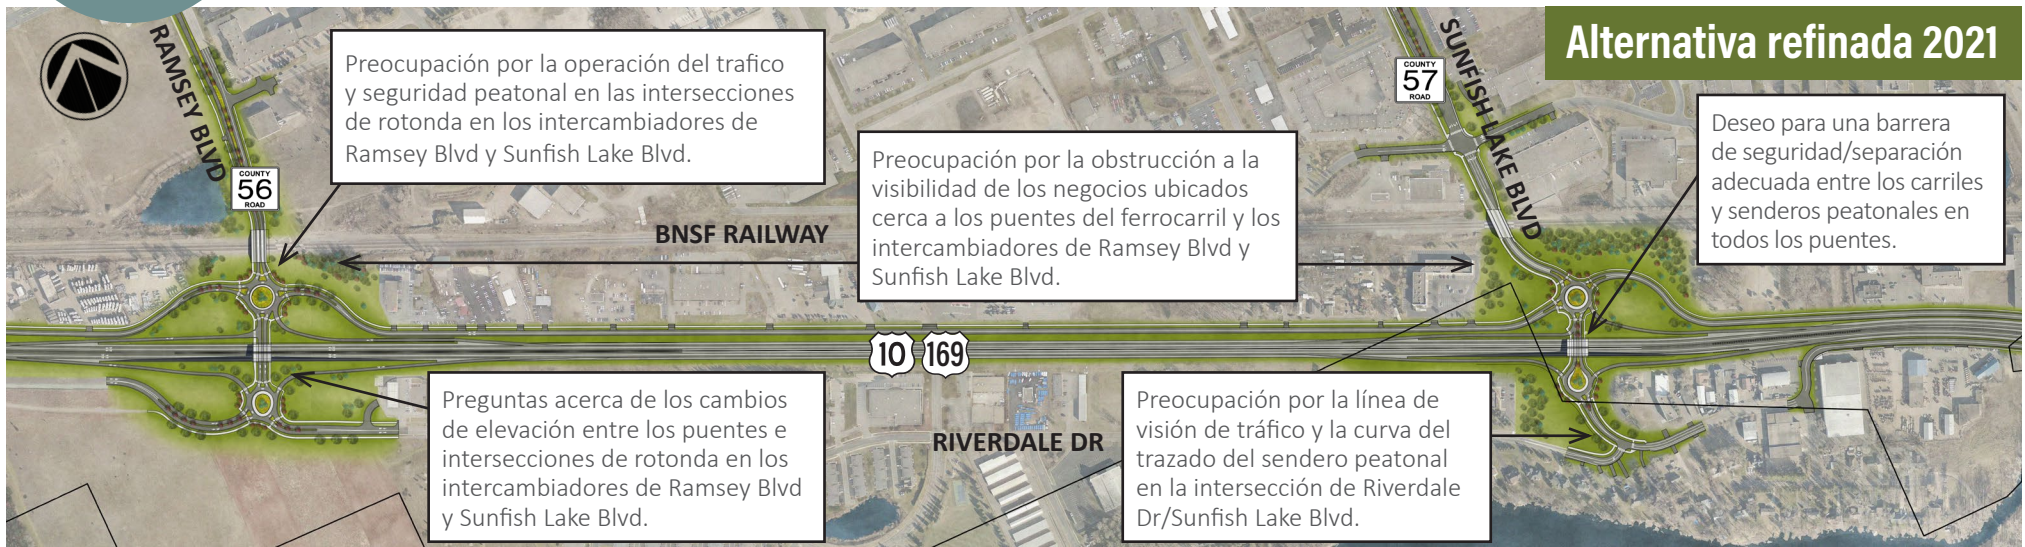 Alternativa refinada 2021
RAMSEY BLVD
COUNTY
56
ROAD
Preocupación por la operación del trafico
y seguridad peatonal en las intersecciones
de rotonda en los intercambiadores de
Ramsey Blvd y Sunfish Lake Blvd.
BNSF RAILWAY
Preocupación por la obstrucción a la
visibilidad de los negocios ubicados
cerca a los puentes del ferrocarril y los
intercambiadores de Ramsey Blvd y
Sunfish Lake Blvd.
COUNTY
57
ROAD
SUNFISH LAKE BLVD
Deseo para una barrera
de seguridad/separación
adecuada entre los carriles
y senderos peatonales en
todos los puentes.
10
169
Preguntas acerca de los cambios
de elevación entre los puentes e
intersecciones de rotonda en los
intercambiadores de Ramsey Blvd
y Sunfish Lake Blvd.
RIVERDALE DR
Preocupación por la línea de
visión de tráfico y la curva del
trazado del sendero peatonal
en la intersección de Riverdale
Dr/Sunfish Lake Blvd.